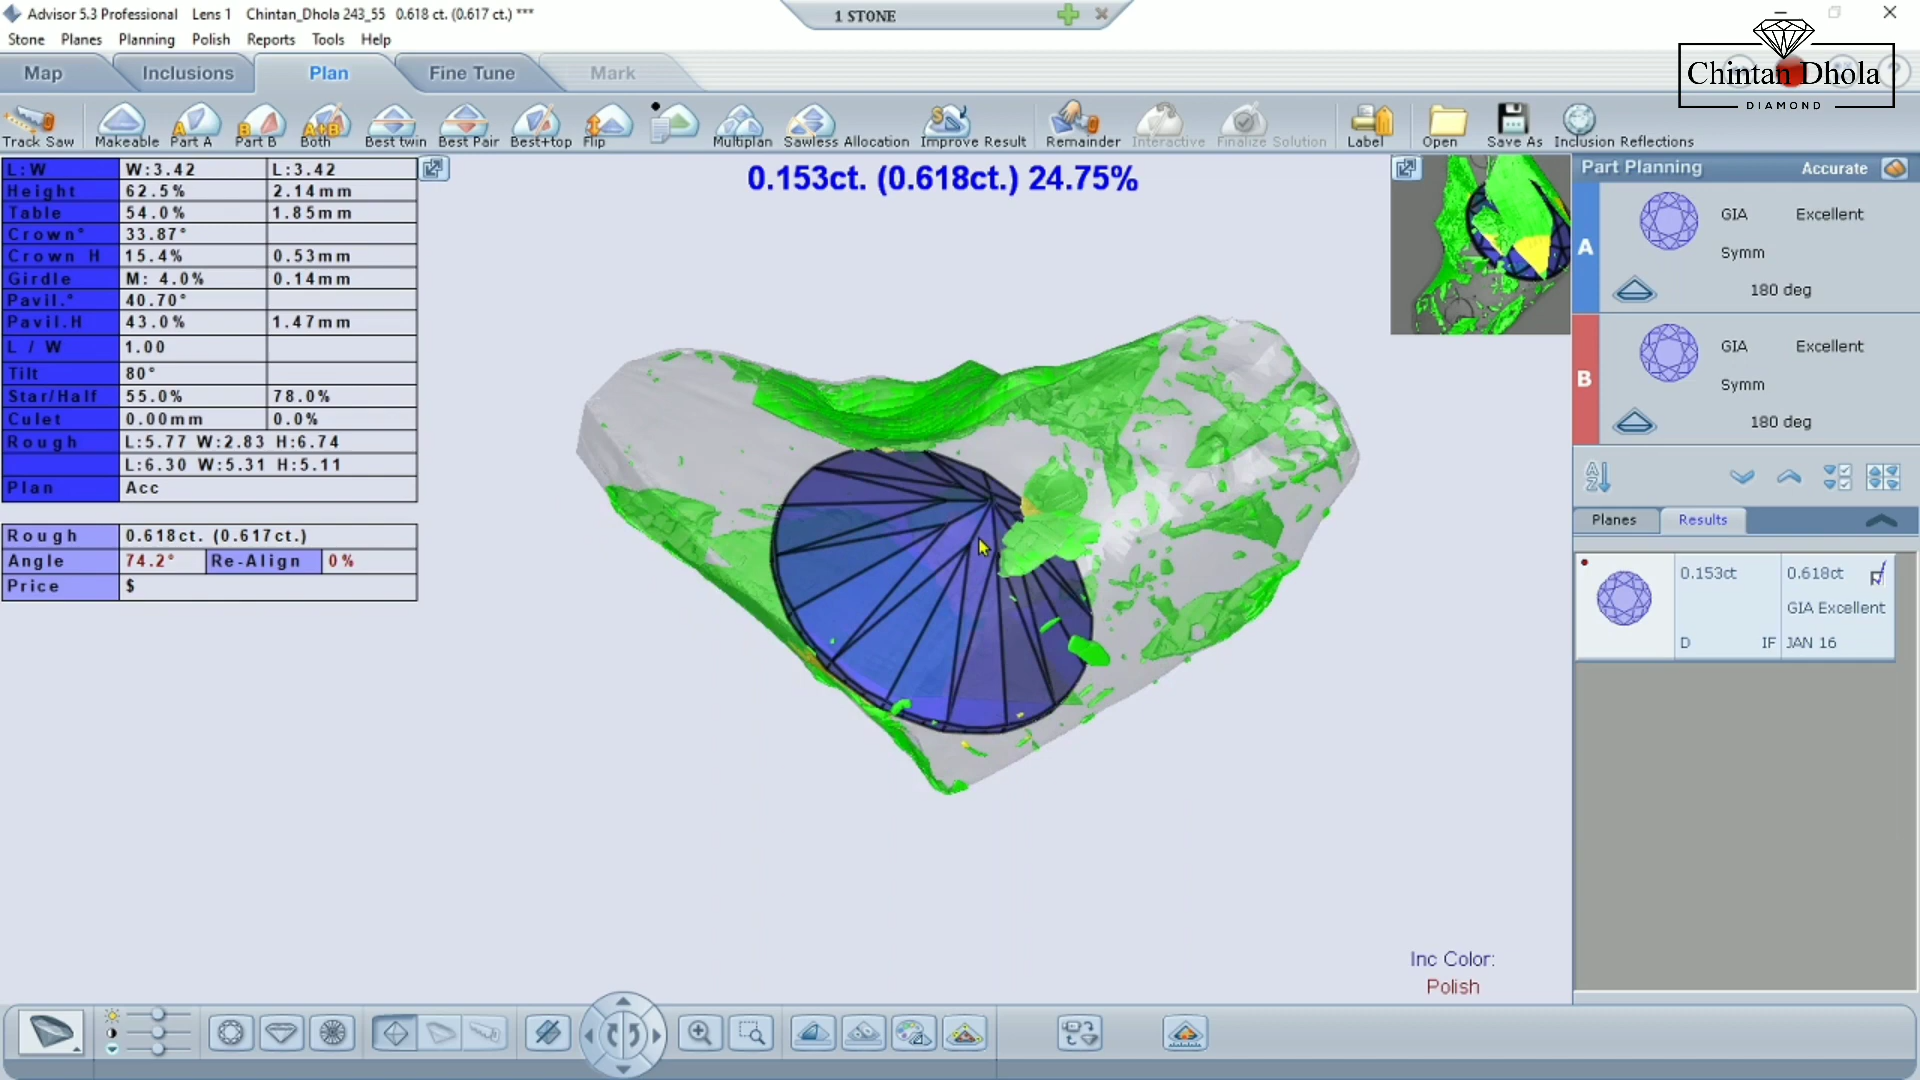 Advisor 5.3 Professional Lens 1 Chintan_Dhola 243_55 0.618 ct. (0.617 ct.) ***
1 STONE
Stone Planes Planning Polish Reports Tools Help
Chintan Dhola
DIAMOND
Map Inclusions Plan Fine Tune Mark
Track Saw Makeable Part A Part B Both Best twin Best Pair Best+top Flip Multiplan Sawless Allocation Improve Result Remainder Interactive Finalize Solution Label Open Save As Inclusion Reflections
L:W W:3.42 L:3.42
Height 62.5% 2.14mm
Table 54.0% 1.85mm
Crown° 33.87°
Crown H 15.4% 0.53mm
Girdle M: 4.0% 0.14mm
Pavil.° 40.70°
Pavil.H 43.0% 1.47mm
L / W 1.00
Tilt 80°
Star/Half 55.0% 78.0%
Culet 0.00mm 0.0%
Rough L:5.77 W:2.83 H:6.74
L:6.30 W:5.31 H:5.11
Plan Acc
Rough 0.618ct. (0.617ct.)
Angle 74.2° Re-Align 0%
Price $
0.153ct. (0.618ct.) 24.75%
Part Planning Accurate
A GIA Excellent
Symm
180 deg
B GIA Excellent
Symm
180 deg
Planes Results
0.153ct 0.618ct
GIA Excellent
D IF JAN 16
Inc Color:
Polish